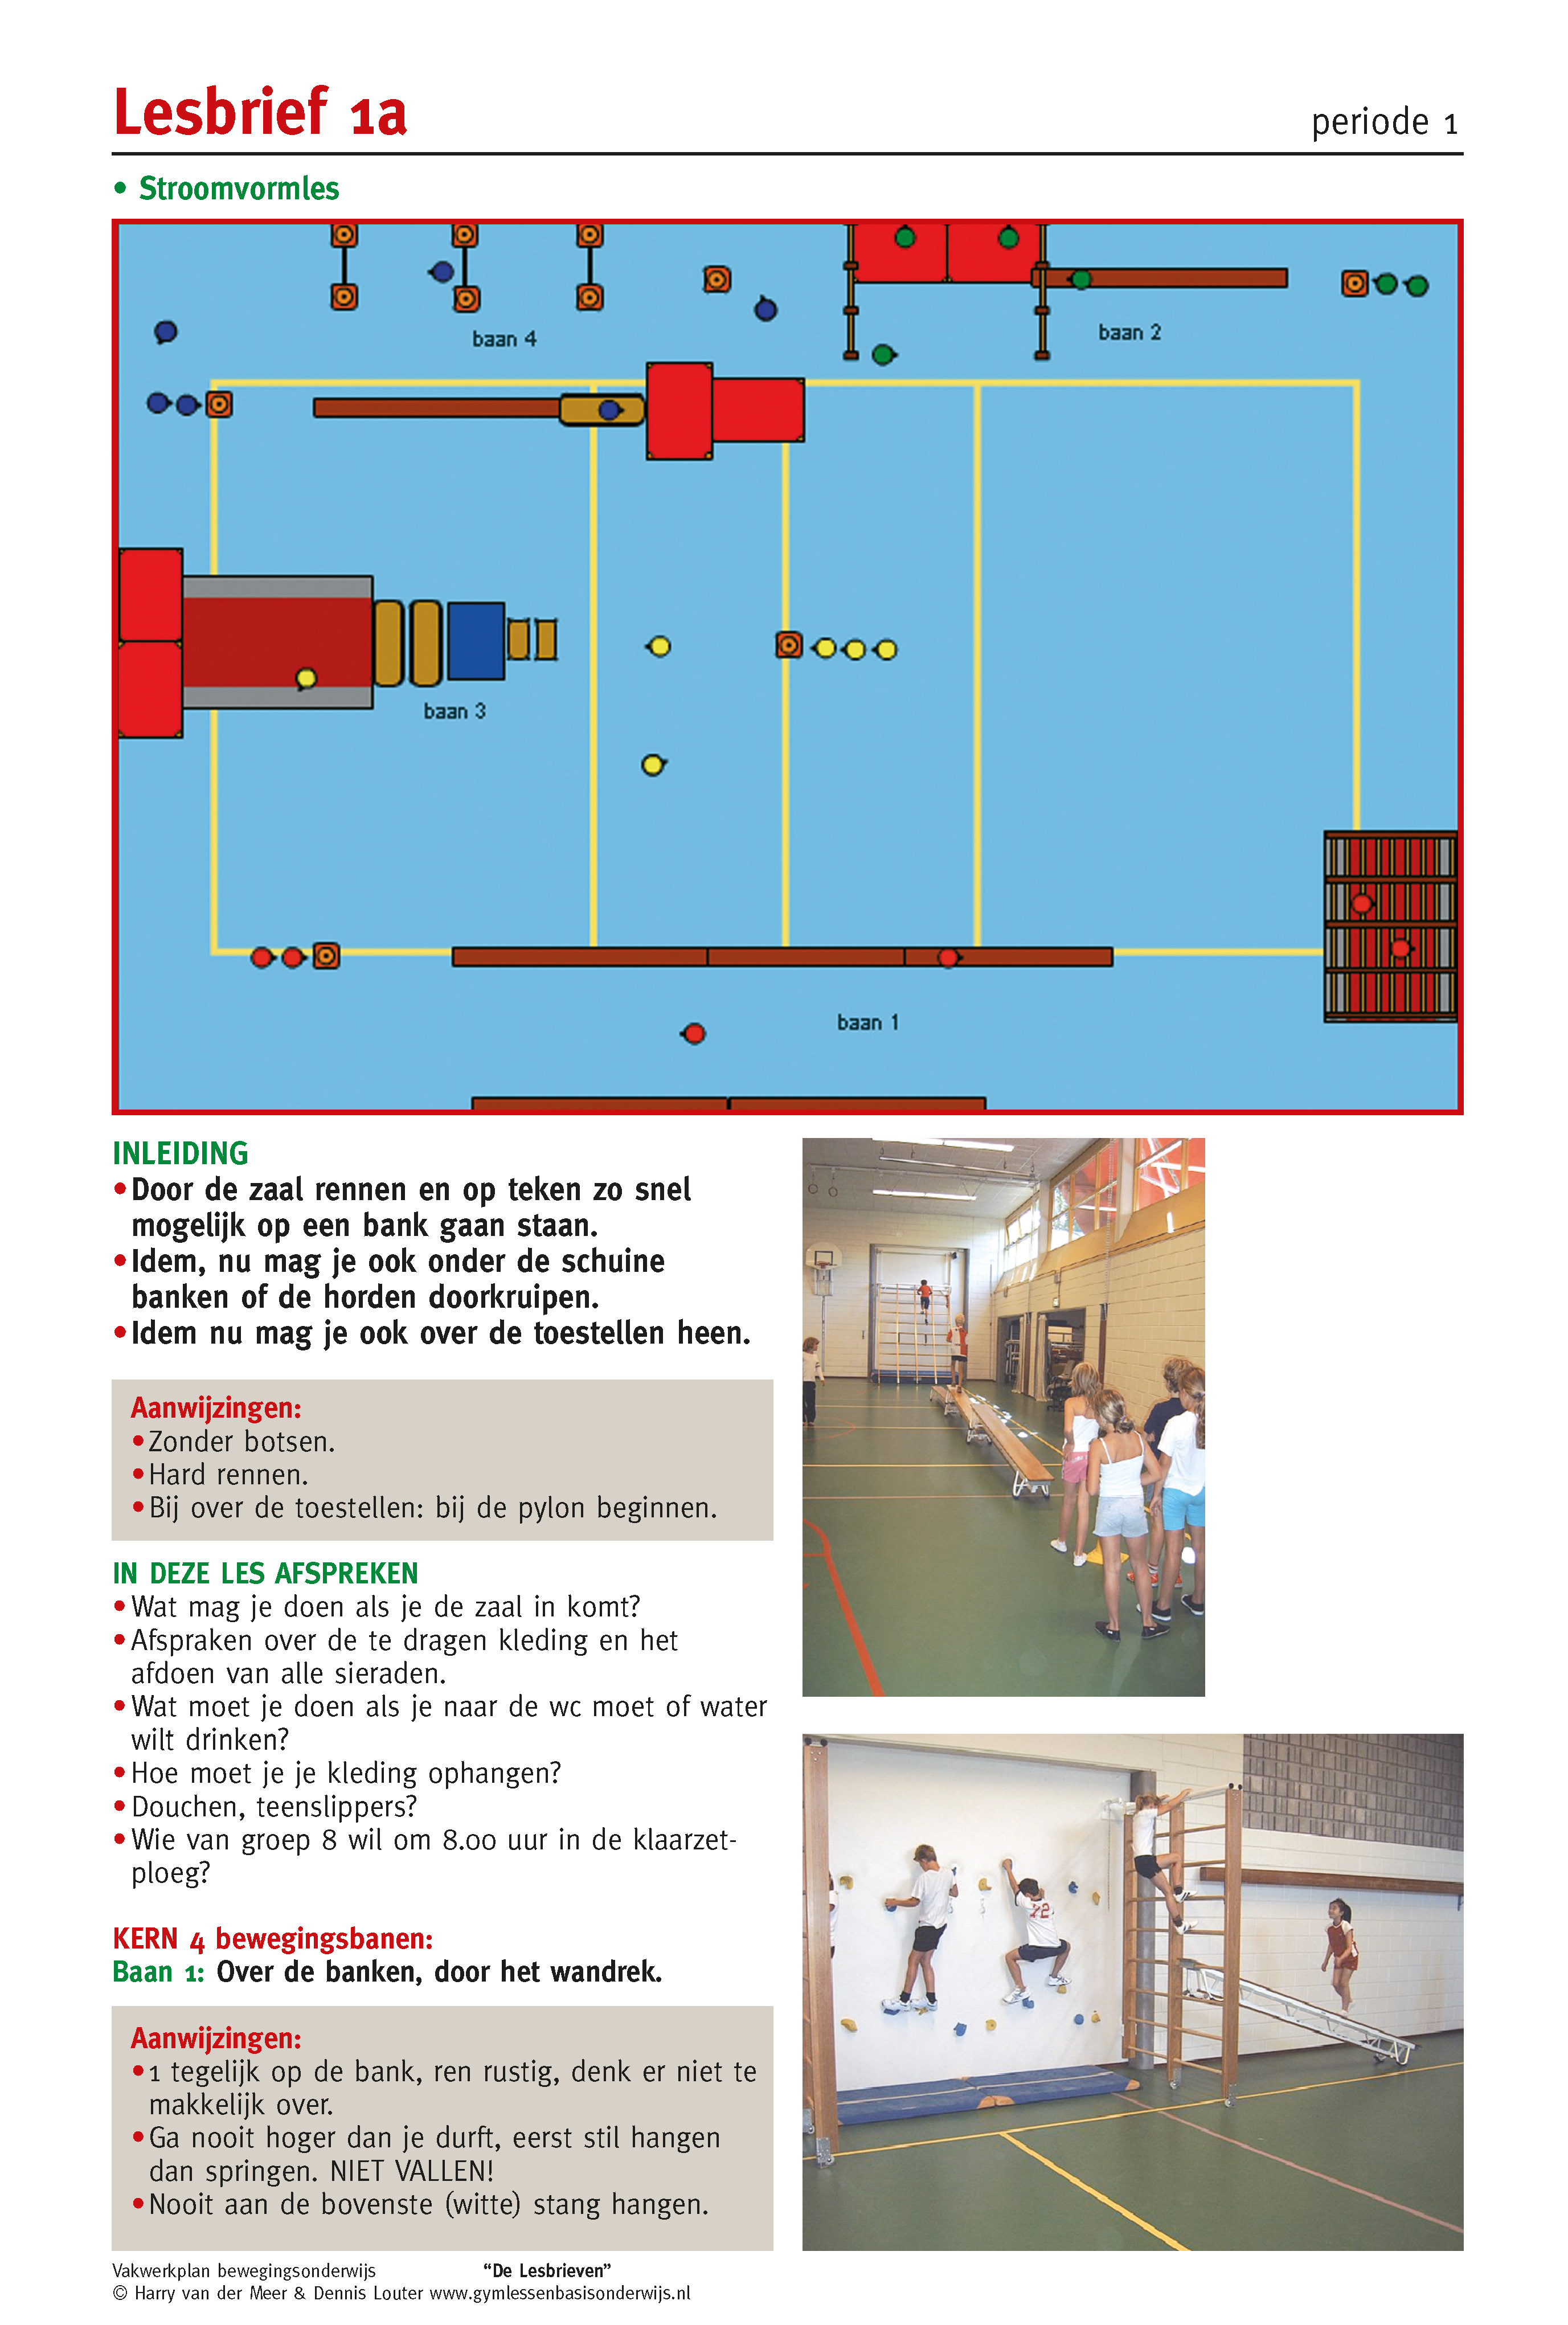 Lesbrief 1a
periode 1
• Stroomvormles
baan 4
baan 2
baan 3
baan 1
INLEIDING
•Door de zaal rennen en op teken zo snel
mogelijk op een bank gaan staan.
•Idem, nu mag je ook onder de schuine
banken of de horden doorkruipen.
•Idem nu mag je ook over de toestellen heen.
Aanwijzingen:
•Zonder botsen.
•Hard rennen.
•Bij over de toestellen: bij de pylon beginnen.
IN DEZE LES AFSPREKEN
•Wat mag je doen als je de zaal in komt?
•Afspraken over de te dragen kleding en het
afdoen van alle sieraden.
•Wat moet je doen als je naar de wc moet of water
wilt drinken?
•Hoe moet je je kleding ophangen?
•Douchen, teenslippers?
•Wie van groep 8 wil om 8.00 uur in de klaarzet-
ploeg?
KERN 4 bewegingsbanen:
Baan 1: Over de banken, door het wandrek.
Aanwijzingen:
•1 tegelijk op de bank, ren rustig, denk er niet te
makkelijk over.
•Ga nooit hoger dan je durft, eerst stil hangen
dan springen. NIET VALLEN!
•Nooit aan de bovenste (witte) stang hangen.
72
Vakwerkplan bewegingsonderwijs "De Lesbrieven"
© Harry van der Meer & Dennis Louter www.gymlessenbasisonderwijs.nl